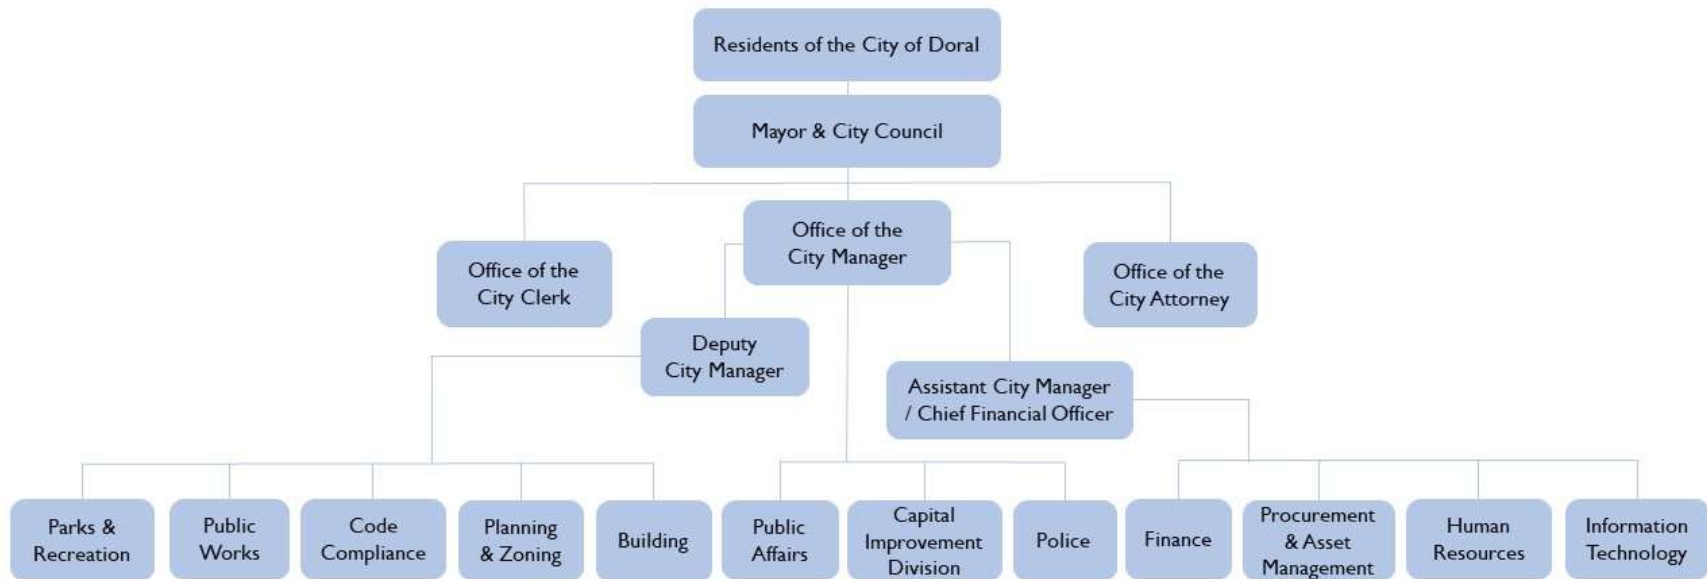 Residents of the City of Doral
Mayor & City Council
Office of the
City Manager
Office of the
City Clerk
Office of the
City Attorney
Deputy
City Manager
Assistant City Manager
/ Chief Financial Officer
Parks &
Recreation
Public
Works
Code
Compliance
Planning
& Zoning
Building
Public
Affairs
Capital
Improvement
Division
Police
Finance
Procurement
& Asset
Management
Human
Resources
Information
Technology